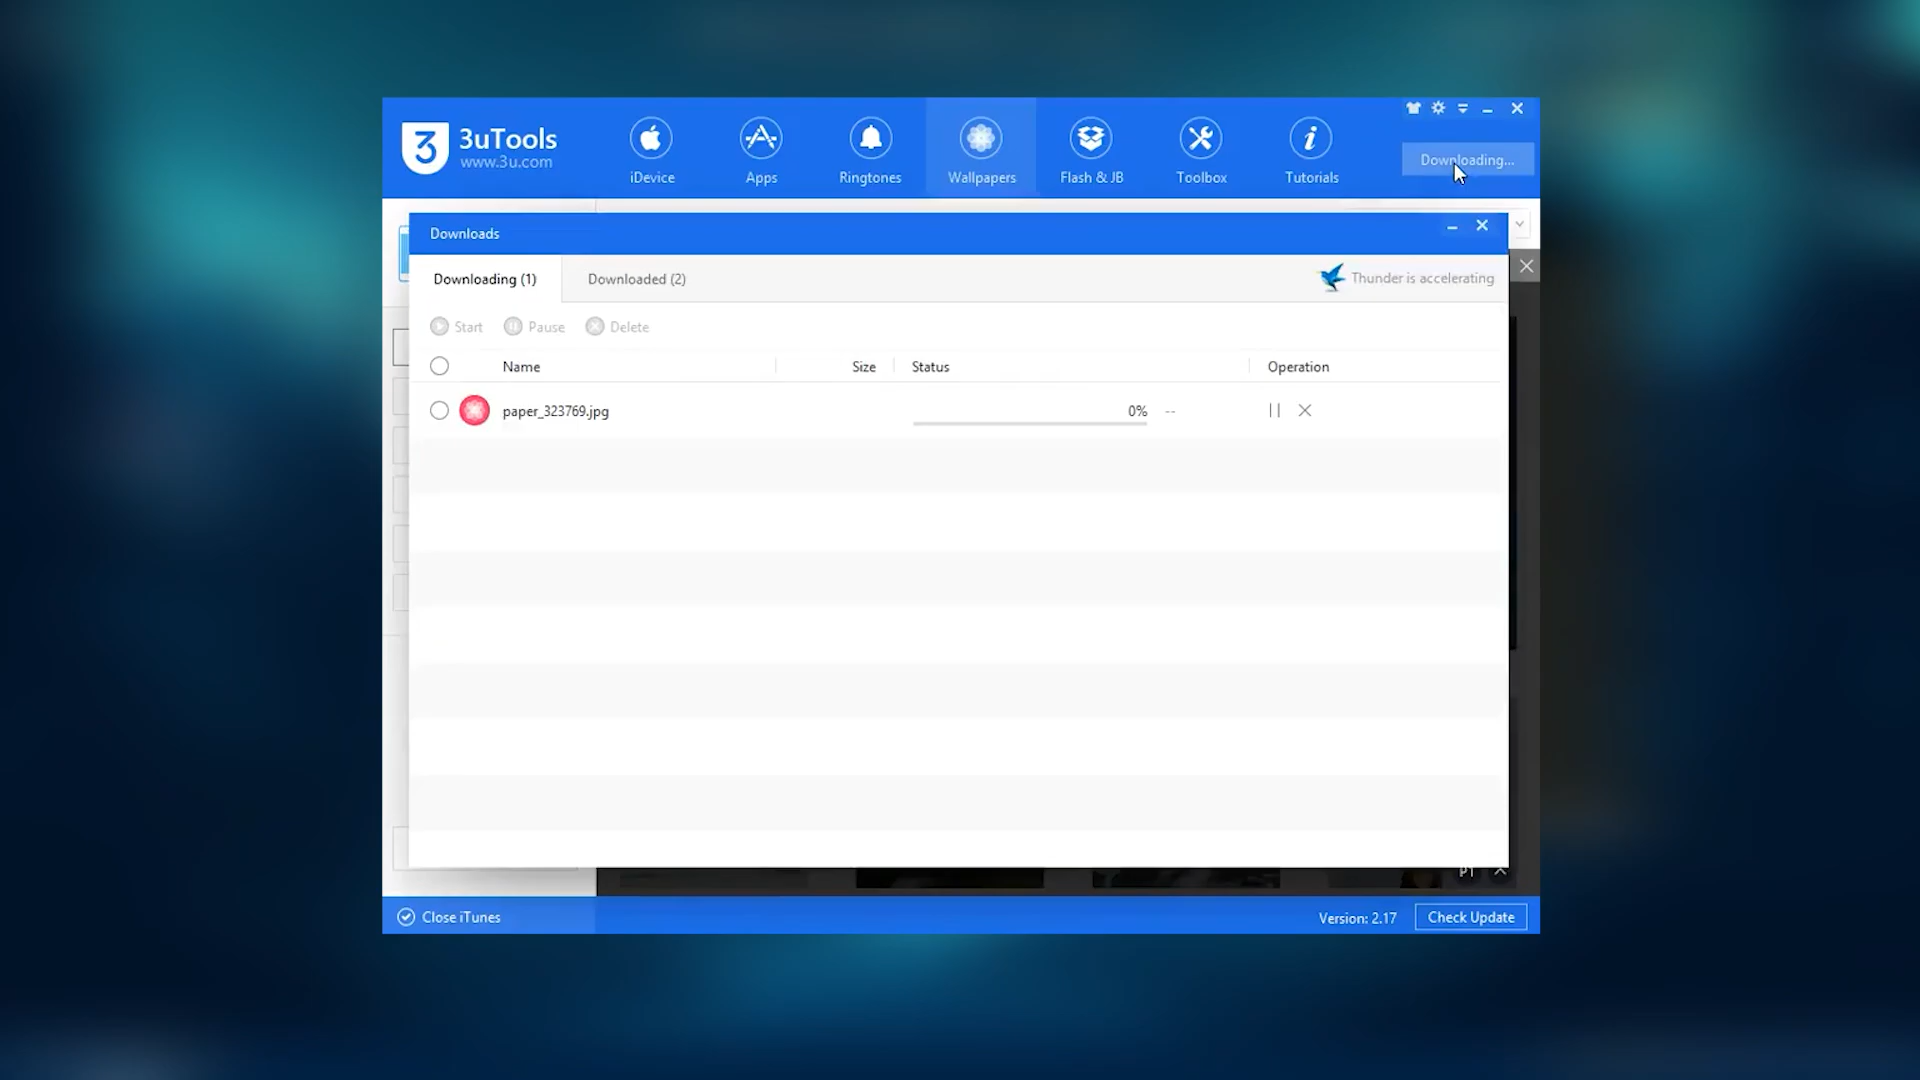 3 3uTools
www.3u.com
iDevice
Apps
Ringtones
Wallpapers
Flash & JB
Toolbox
Tutorials
Downloading...
Downloads
Downloading (1)
Downloaded (2)
Thunder is accelerating
Start
Pause
Delete
Name
Size
Status
Operation
paper_323769.jpg
0%
--
Close iTunes
Version: 2.17
Check Update